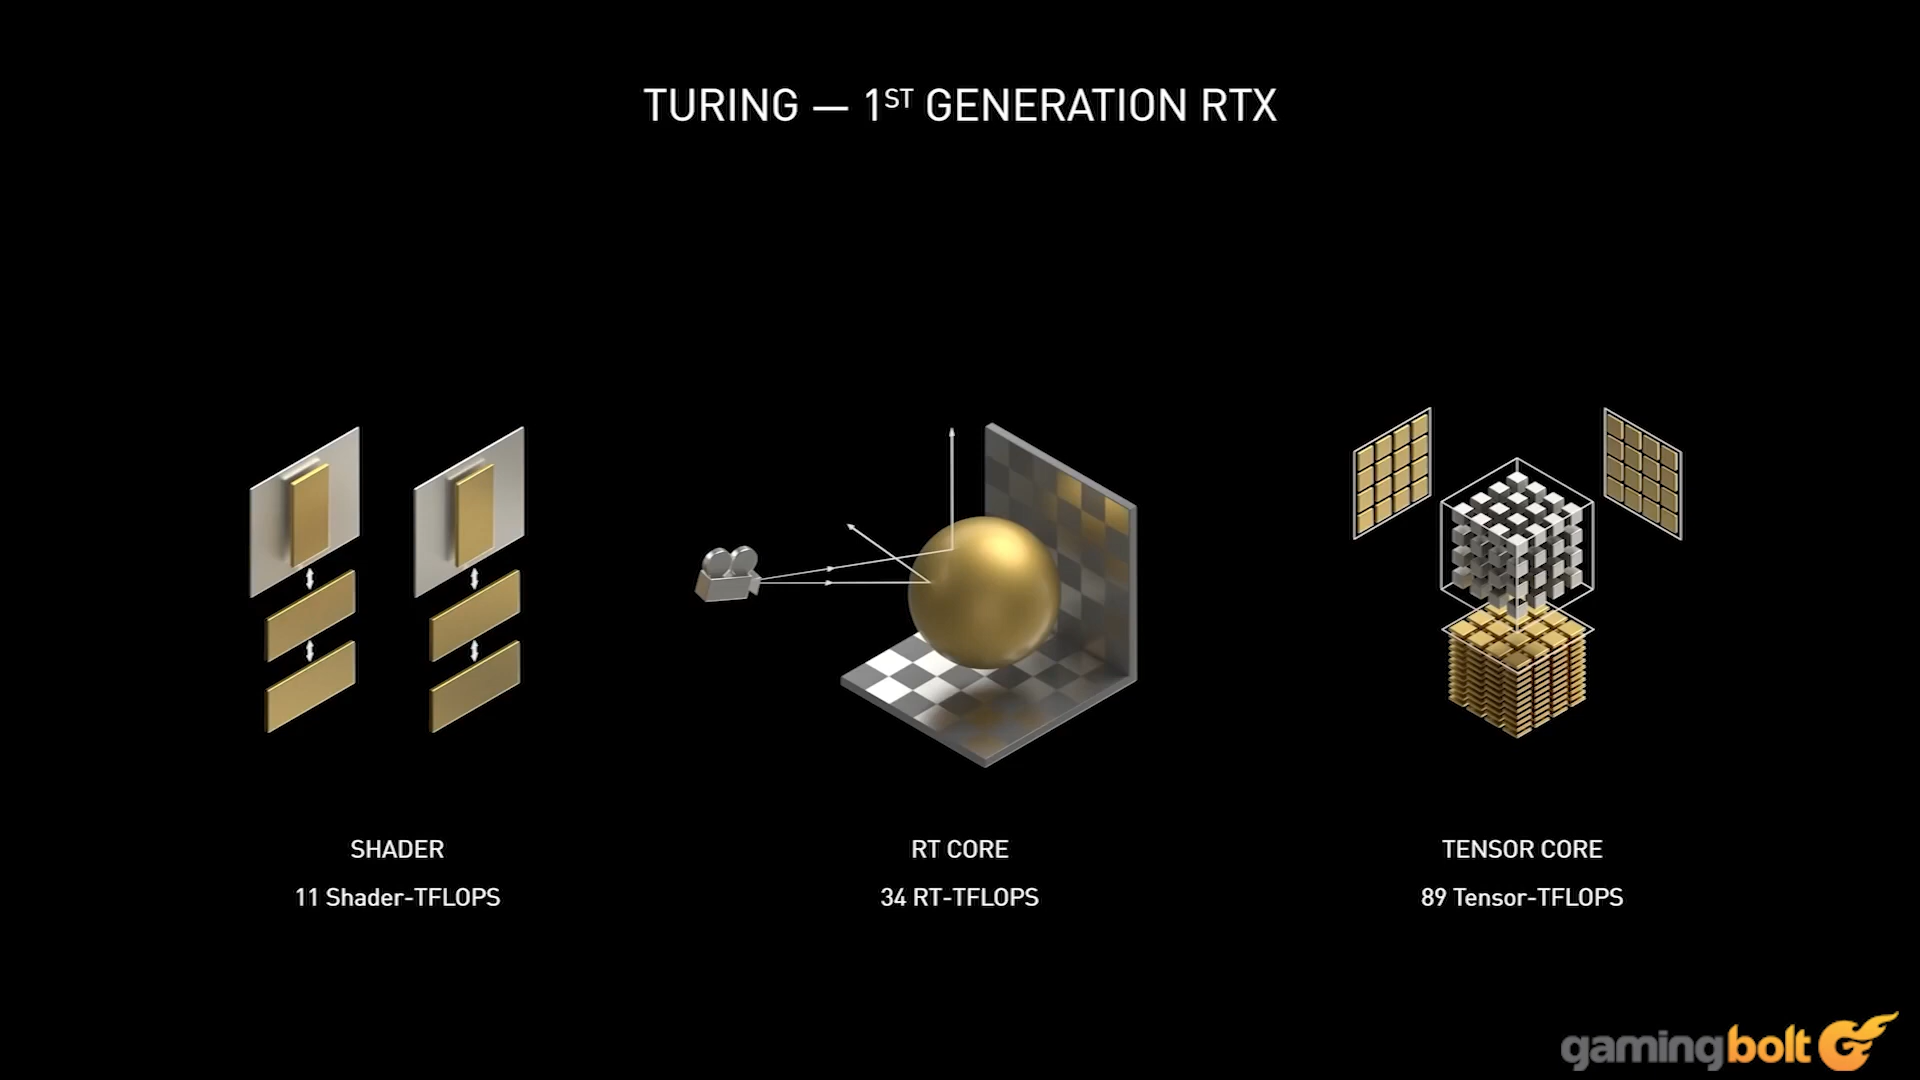 TURING — 1ST GENERATION RTX
SHADER
11 Shader-TFLOPS
RT CORE
34 RT-TFLOPS
TENSOR CORE
89 Tensor-TFLOPS
gamingbolt